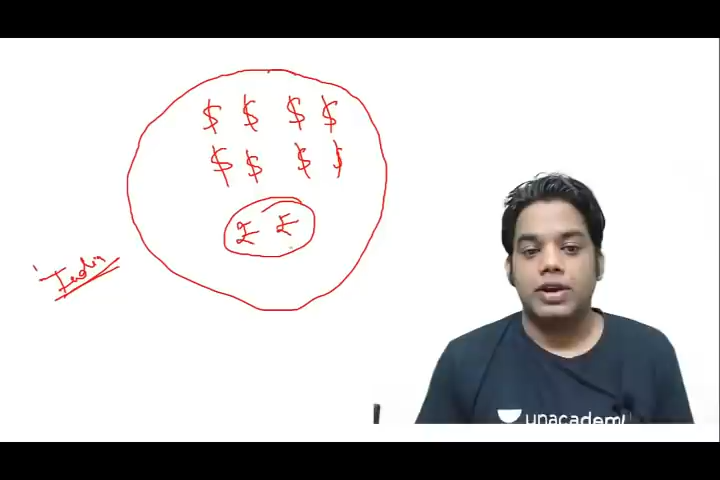 $ $ $ $
$ $ $ $
£ £
India
unacademy